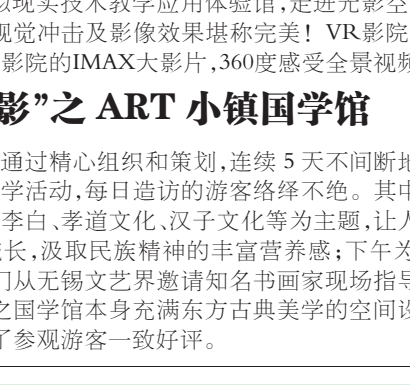 拟现实技术教学应用体验馆,走进光影空
视觉冲击及影像效果堪称完美！VR影院
影院的IMAX大影片,360度感受全景视频
影”之 ART 小镇国学馆
通过精心组织和策划,连续 5 天不间断地
学活动,每日造访的游客络绎不绝。其中
李白、孝道文化、汉子文化等为主题,让人
成长,汲取民族精神的丰富营养感；下午为
们从无锡文艺界邀请知名书画家现场指导
之国学馆本身充满东方古典美学的空间设
了参观游客一致好评。